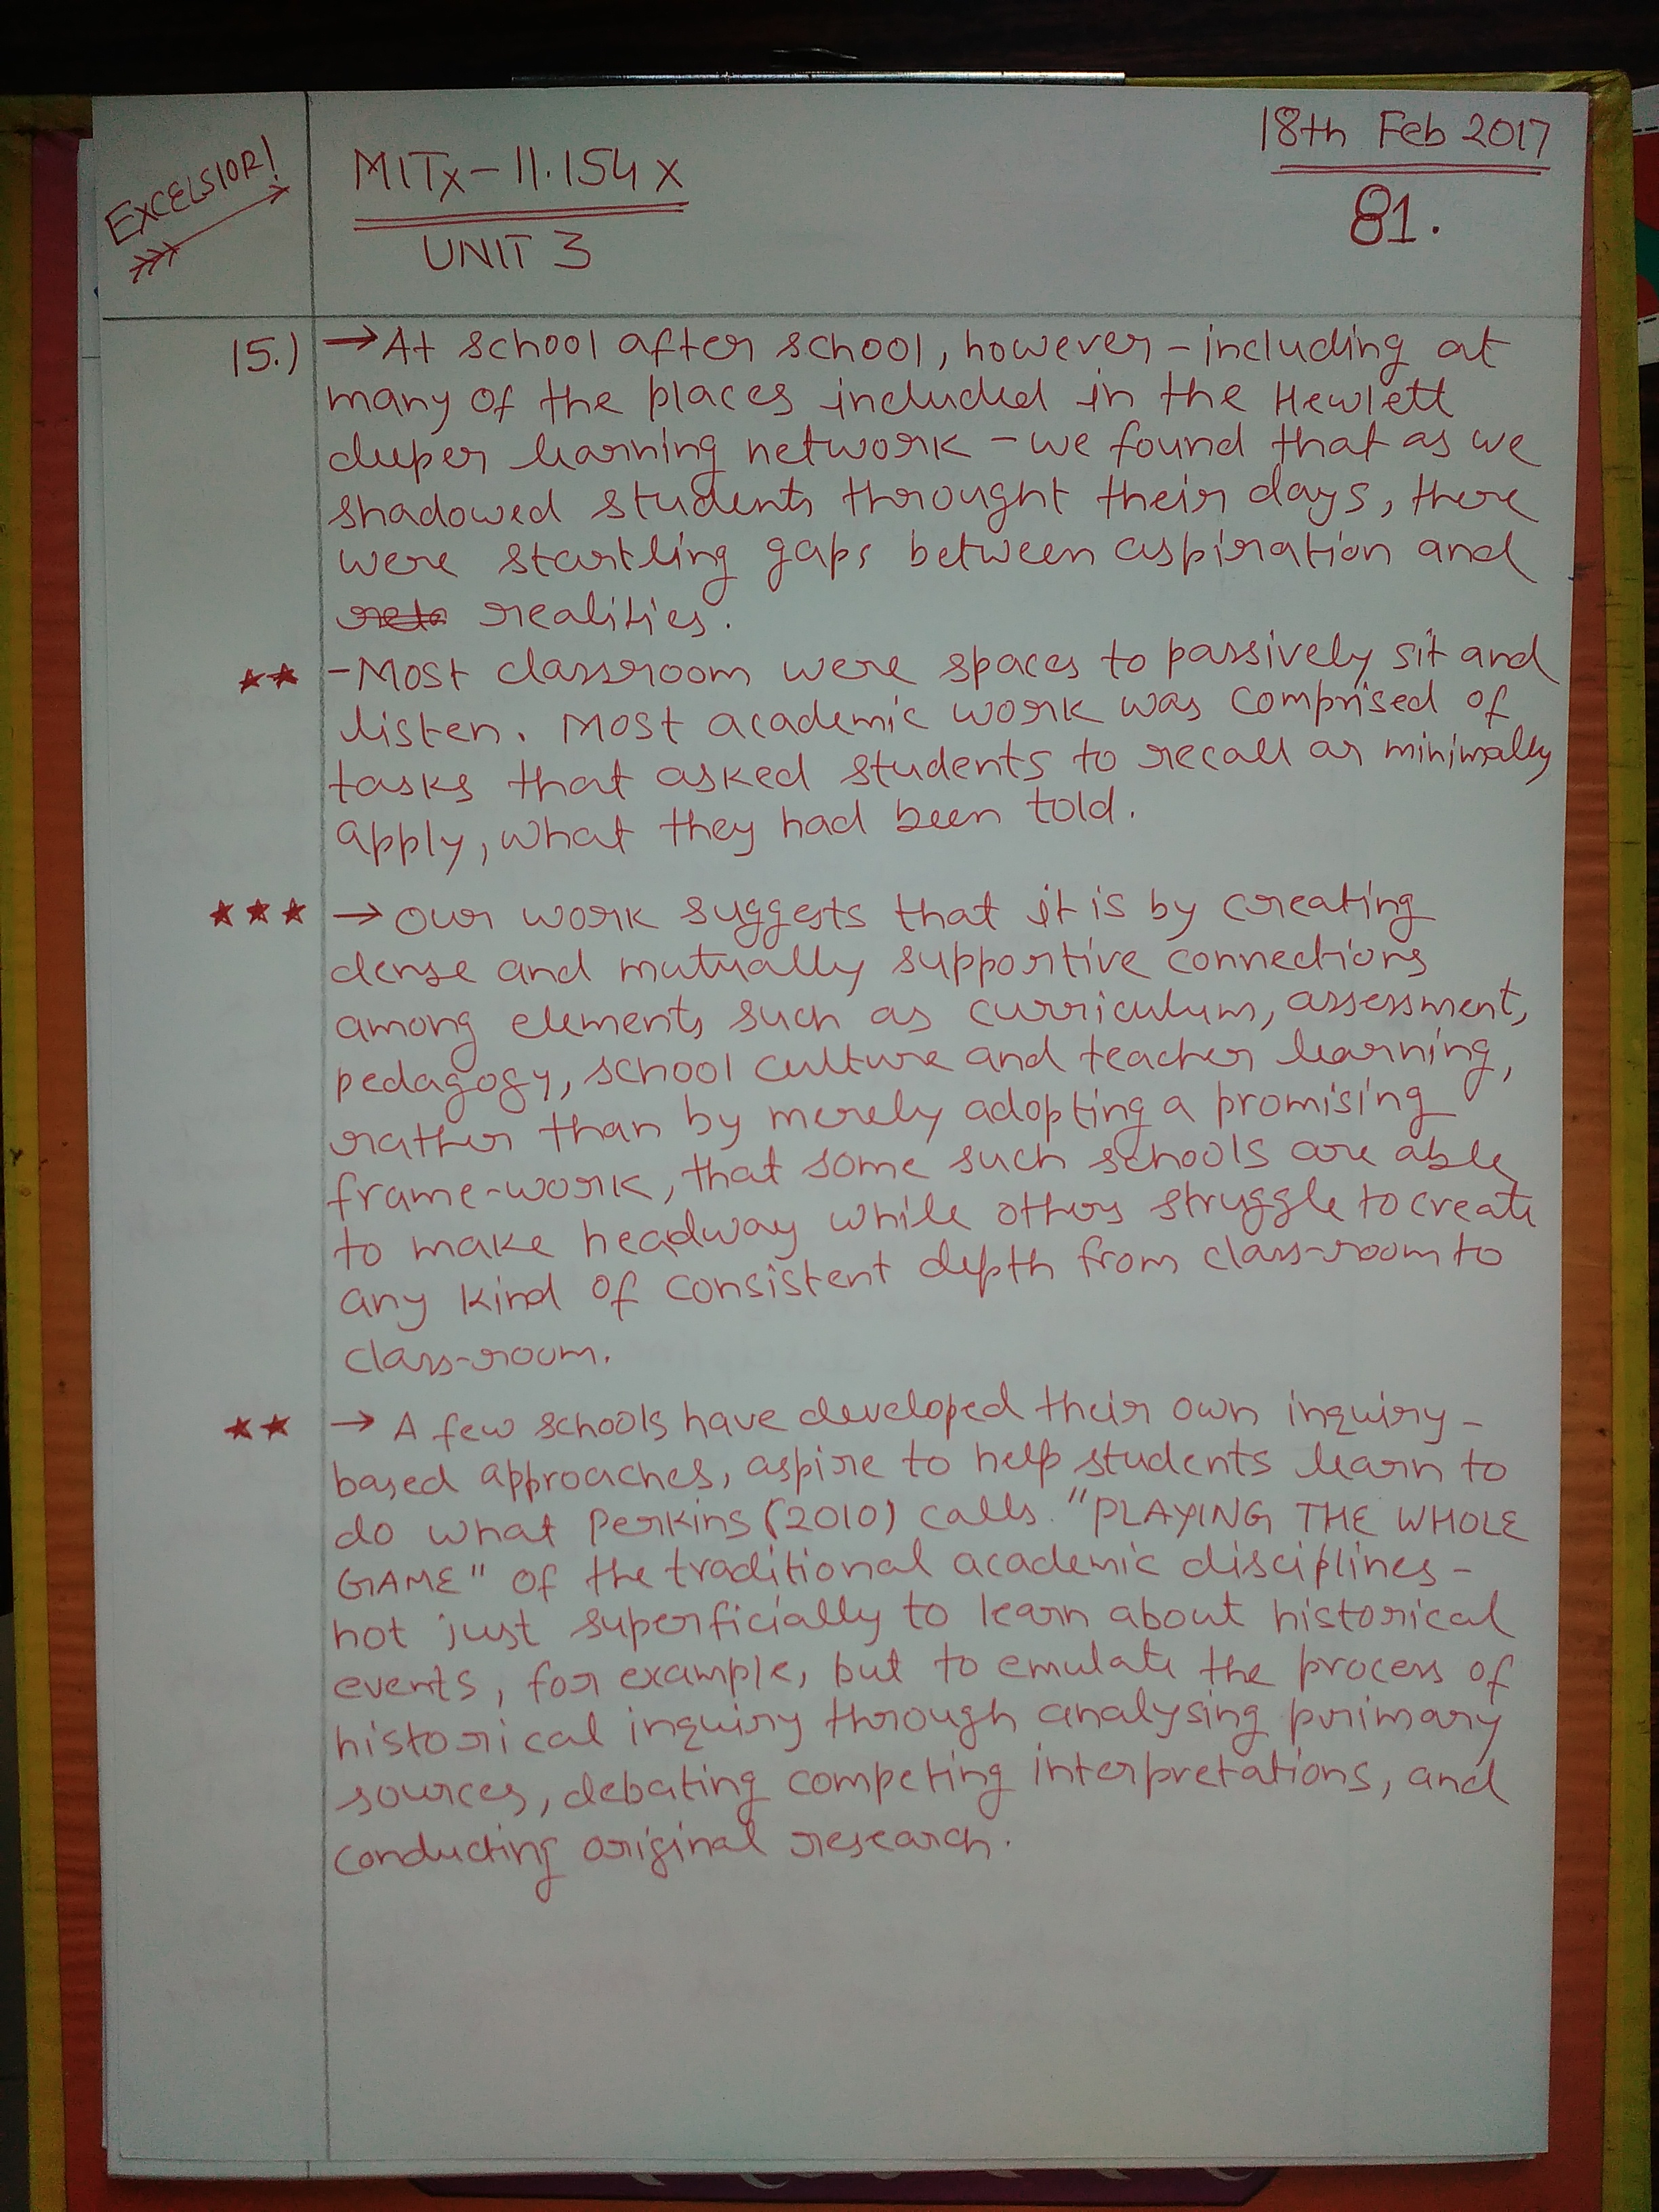 EXCELSIOR!
MITx-11.154x
UNIT 3
18th Feb 2017
81.
15.) → At school after school, however - including at
many of the places included in the Hewlett
deeper learning network - we found that as we
shadowed students throught their days, there
were startling gaps between aspiration and
realities.
★★ - Most classroom were spaces to passively sit and
listen. Most academic work was comprised of
tasks that asked students to recall or minimally
apply, what they had been told.
★★★ → Our work suggests that it is by creating
dense and mutually supportive connections
among elements such as curriculum, assessment,
pedagogy, school culture and teacher learning,
rather than by merely adopting a promising
frame-work, that some such schools are able
to make headway while others struggle to create
any kind of consistent depth from class-room to
class-room.
★★ → A few schools have developed their own inquiry-
based approaches, aspire to help students learn to
do what Perkins (2010) calls "PLAYING THE WHOLE
GAME" of the traditional academic disciplines -
not just superficially to learn about historical
events, for example, but to emulate the process of
historical inquiry through analysing primary
sources, debating competing interpretations, and
conducting original research.